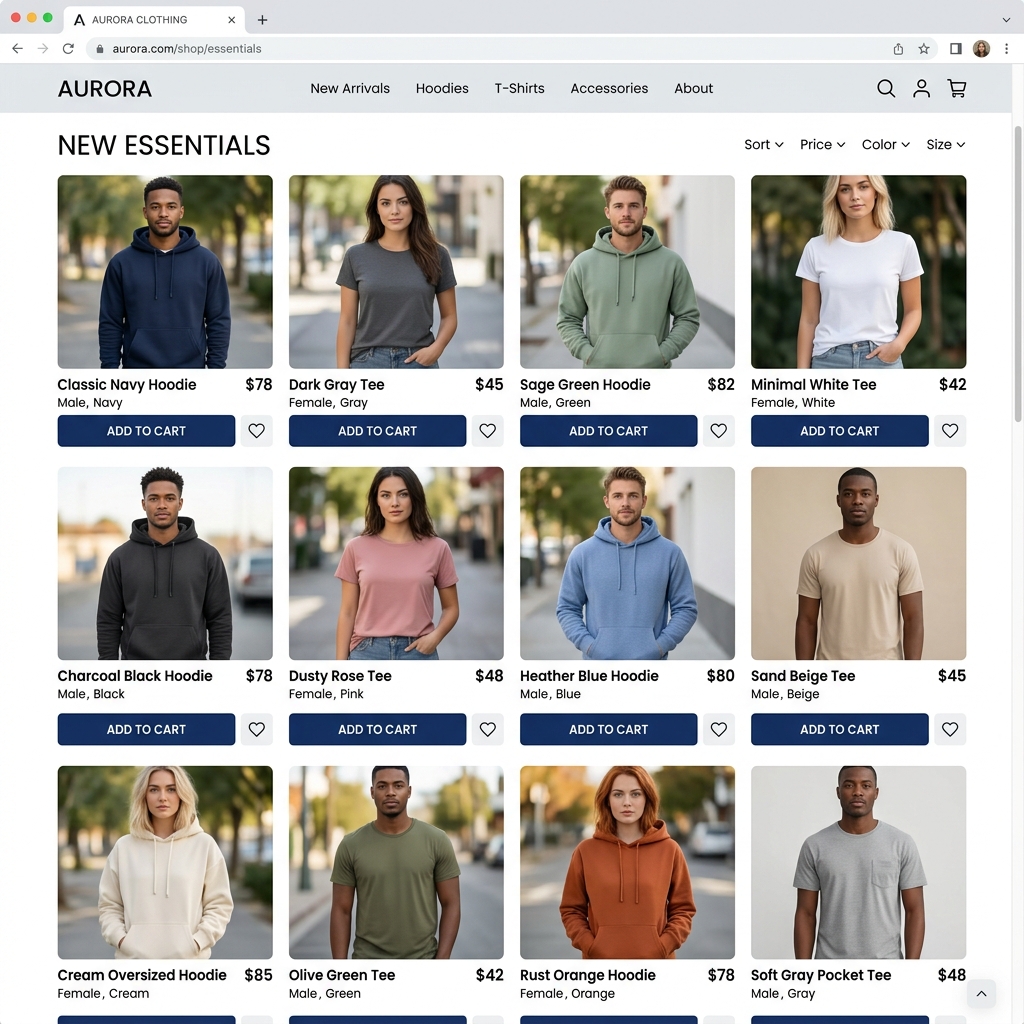 AURORA CLOTHING
aurora.com/shop/essentials
AURORA
New Arrivals
Hoodies
T-Shirts
Accessories
About
NEW ESSENTIALS
Sort
Price
Color
Size
Classic Navy Hoodie $78
Male, Navy
ADD TO CART
Dark Gray Tee $45
Female, Gray
ADD TO CART
Sage Green Hoodie $82
Male, Green
ADD TO CART
Minimal White Tee $42
Female, White
ADD TO CART
Charcoal Black Hoodie $78
Male, Black
ADD TO CART
Dusty Rose Tee $48
Female, Pink
ADD TO CART
Heather Blue Hoodie $80
Male, Blue
ADD TO CART
Sand Beige Tee $45
Male, Beige
ADD TO CART
Cream Oversized Hoodie $85
Female, Cream
Olive Green Tee $42
Male, Green
Rust Orange Hoodie $78
Female, Orange
Soft Gray Pocket Tee $48
Male, Gray